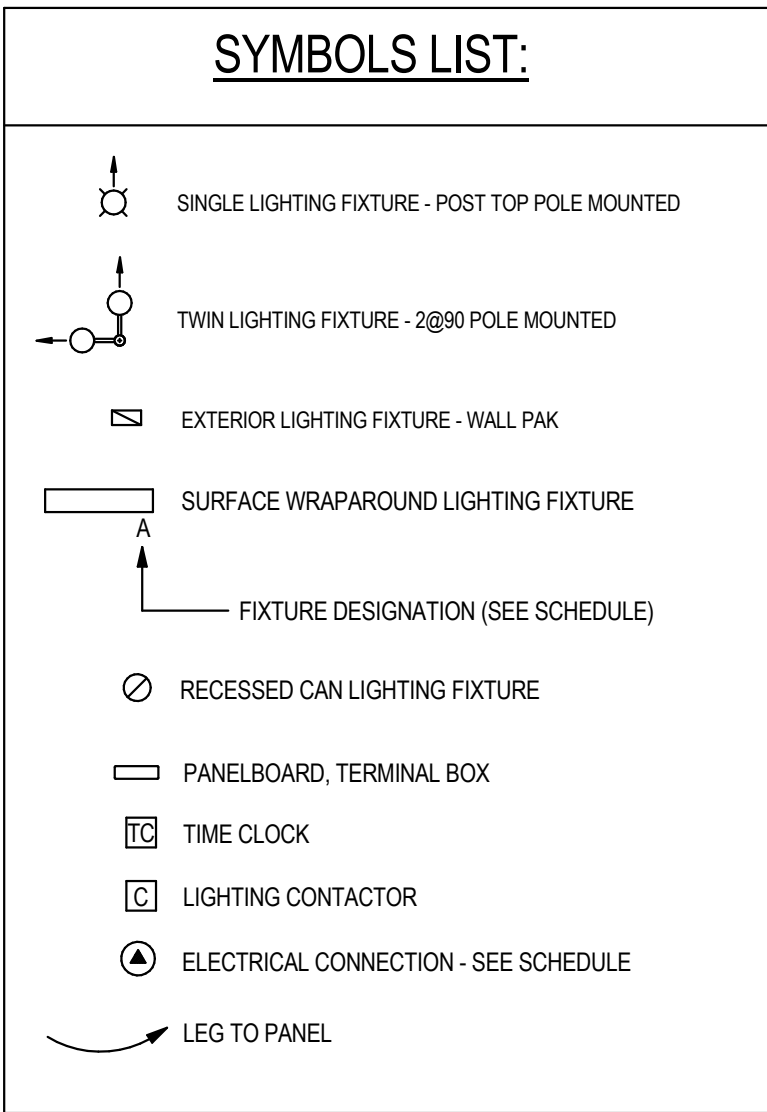 SYMBOLS LIST:
SINGLE LIGHTING FIXTURE - POST TOP POLE MOUNTED
TWIN LIGHTING FIXTURE - 2@90 POLE MOUNTED
EXTERIOR LIGHTING FIXTURE - WALL PAK
SURFACE WRAPAROUND LIGHTING FIXTURE
A
FIXTURE DESIGNATION (SEE SCHEDULE)
RECESSED CAN LIGHTING FIXTURE
PANELBOARD, TERMINAL BOX
TC TIME CLOCK
C LIGHTING CONTACTOR
ELECTRICAL CONNECTION - SEE SCHEDULE
LEG TO PANEL